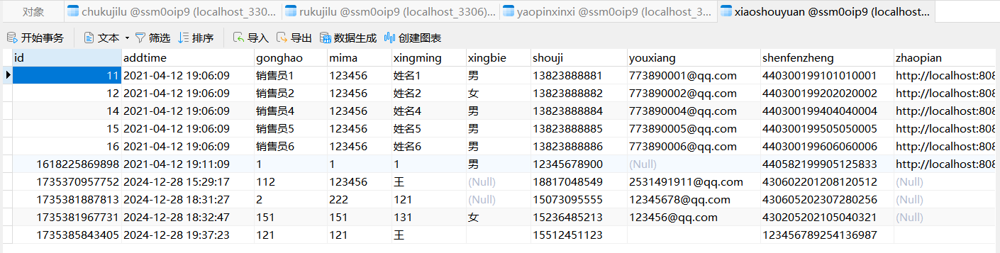 对象 chukujilu @ssm0oip9 (localhost_330... rukujilu @ssm0oip9 (localhost_3306)... yaopinxinxi @ssm0oip9 (localhost_3... xiaoshouyuan @ssm0oip9 (localhost...
开始事务 文本 筛选 排序 导入 导出 数据生成 创建图表
id addtime gonghao mima xingming xingbie shouji youxiang shenfenzheng zhaopian
11 2021-04-12 19:06:09 销售员1 123456 姓名1 男 13823888881 773890001@qq.com 440300199101010001 http://localhost:808
12 2021-04-12 19:06:09 销售员2 123456 姓名2 女 13823888882 773890002@qq.com 440300199202020002 http://localhost:808
14 2021-04-12 19:06:09 销售员4 123456 姓名4 男 13823888884 773890004@qq.com 440300199404040004 http://localhost:808
15 2021-04-12 19:06:09 销售员5 123456 姓名5 男 13823888885 773890005@qq.com 440300199505050005 http://localhost:808
16 2021-04-12 19:06:09 销售员6 123456 姓名6 男 13823888886 773890006@qq.com 440300199606060006 http://localhost:808
1618225869898 2021-04-12 19:11:09 1 1 1 男 12345678900 (Null) 440582199905125833 http://localhost:808
1735370957752 2024-12-28 15:29:17 112 123456 王 (Null) 18817048549 2531491911@qq.com 430602201208120512 (Null)
1735381887813 2024-12-28 18:31:27 2 222 121 (Null) 15073095555 12345678@qq.com 430605202307280256 (Null)
1735381967731 2024-12-28 18:32:47 151 151 131 女 15236485213 123456@qq.com 430205202105040321 (Null)
1735385843405 2024-12-28 19:37:23 121 121 王 15512451123 123456789254136987